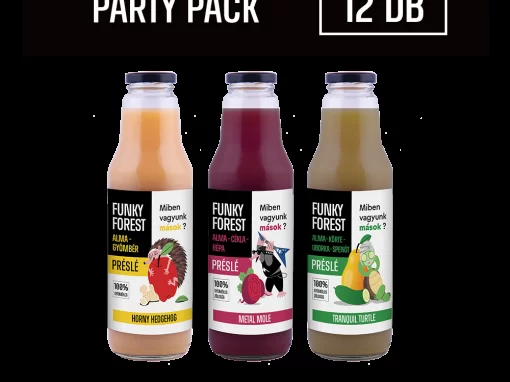 PARTY PACK
12 DB
FUNKY
FOREST
ALMA-
GYÖMBÉR
PRÉSLÉ
100%
Miben
vagyunk
mások?
HORNY HEDGEHOG
FUNKY
FOREST
ALMA-CÉKLA-
RÉPA
PRÉSLÉ
100%
Miben
vagyunk
mások?
METAL MOLE
FUNKY
FOREST
ALMA-KÖRTE-
UBORKA-SPENÓT
PRÉSLÉ
100%
Miben
vagyunk
mások?
TRANQUIL TURTLE